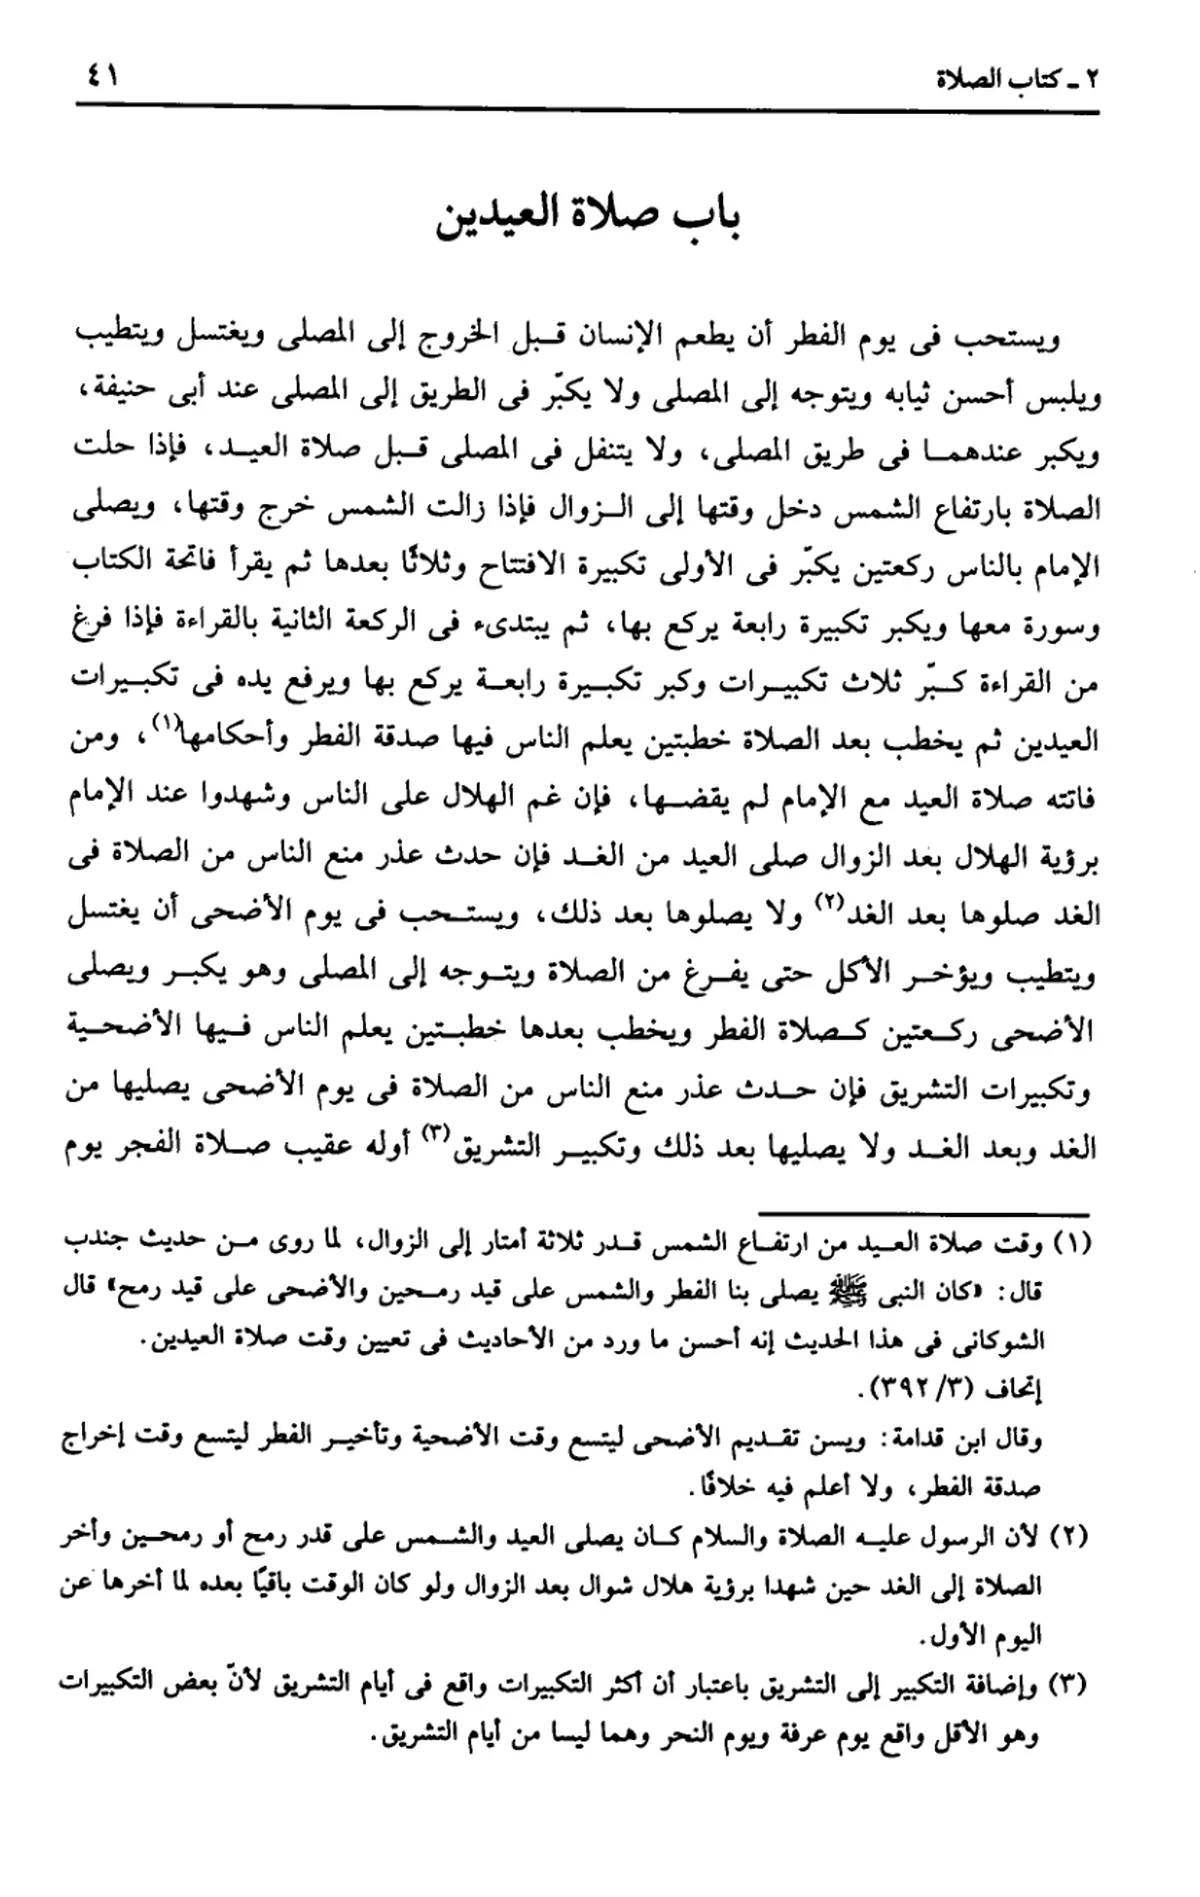 ٢ ـ كتاب الصلاة
٤١
باب صلاة العيدين
ويستحب فى يوم الفطر أن يطعم الإنسان قبل الخروج إلى المصلى ويغتسل ويتطيب
ويلبس أحسن ثيابه ويتوجه إلى المصلى ولا يكبّر فى الطريق إلى المصلى عند أبى حنيفة،
ويكبر عندهما فى طريق المصلى، ولا يتنفل فى المصلى قبل صلاة العيد، فإذا حلت
الصلاة بارتفاع الشمس دخل وقتها إلى الزوال فإذا زالت الشمس خرج وقتها، ويصلى
الإمام بالناس ركعتين يكبّر فى الأولى تكبيرة الافتتاح وثلاثًا بعدها ثم يقرأ فاتحة الكتاب
وسورة معها ويكبر تكبيرة رابعة يركع بها، ثم يبتدىء فى الركعة الثانية بالقراءة فإذا فرغ
من القراءة كبّر ثلاث تكبيرات وكبر تكبيرة رابعة يركع بها ويرفع يده فى تكبيرات
العيدين ثم يخطب بعد الصلاة خطبتين يعلم الناس فيها صدقة الفطر وأحكامها(١)، ومن
فاتته صلاة العيد مع الإمام لم يقضها، فإن غم الهلال على الناس وشهدوا عند الإمام
برؤية الهلال بعد الزوال صلى العيد من الغد فإن حدث عذر منع الناس من الصلاة فى
الغد صلوها بعد الغد(٢) ولا يصلوها بعد ذلك، ويستحب فى يوم الأضحى أن يغتسل
ويتطيب ويؤخر الأكل حتى يفرغ من الصلاة ويتوجه إلى المصلى وهو يكبر ويصلى
الأضحى ركعتين كصلاة الفطر ويخطب بعدها خطبتين يعلم الناس فيها الأضحية
وتكبيرات التشريق فإن حدث عذر منع الناس من الصلاة فى يوم الأضحى يصليها من
الغد وبعد الغد ولا يصليها بعد ذلك وتكبير التشريق(٣) أوله عقيب صلاة الفجر يوم
(١) وقت صلاة العيد من ارتفاع الشمس قدر ثلاثة أمتار إلى الزوال، لما روى من حديث جندب
قال: «كان النبى ﷺ يصلى بنا الفطر والشمس على قيد رمحين والأضحى على قيد رمح» قال
الشوكانى فى هذا الحديث إنه أحسن ما ورد من الأحاديث فى تعيين وقت صلاة العيدين.
إتحاف (٣/ ٣٩٢).
وقال ابن قدامة: ويسن تقديم الأضحى ليتسع وقت الأضحية وتأخير الفطر ليتسع وقت إخراج
صدقة الفطر، ولا أعلم فيه خلافًا.
(٢) لأن الرسول عليه الصلاة والسلام كان يصلى العيد والشمس على قدر رمح أو رمحين وأخر
الصلاة إلى الغد حين شهدا برؤية هلال شوال بعد الزوال ولو كان الوقت باقيًا بعده لما أخرها عن
اليوم الأول.
(٣) وإضافة التكبير إلى التشريق باعتبار أن أكثر التكبيرات واقع فى أيام التشريق لأنّ بعض التكبيرات
وهو الأقل واقع يوم عرفة ويوم النحر وهما ليسا من أيام التشريق.